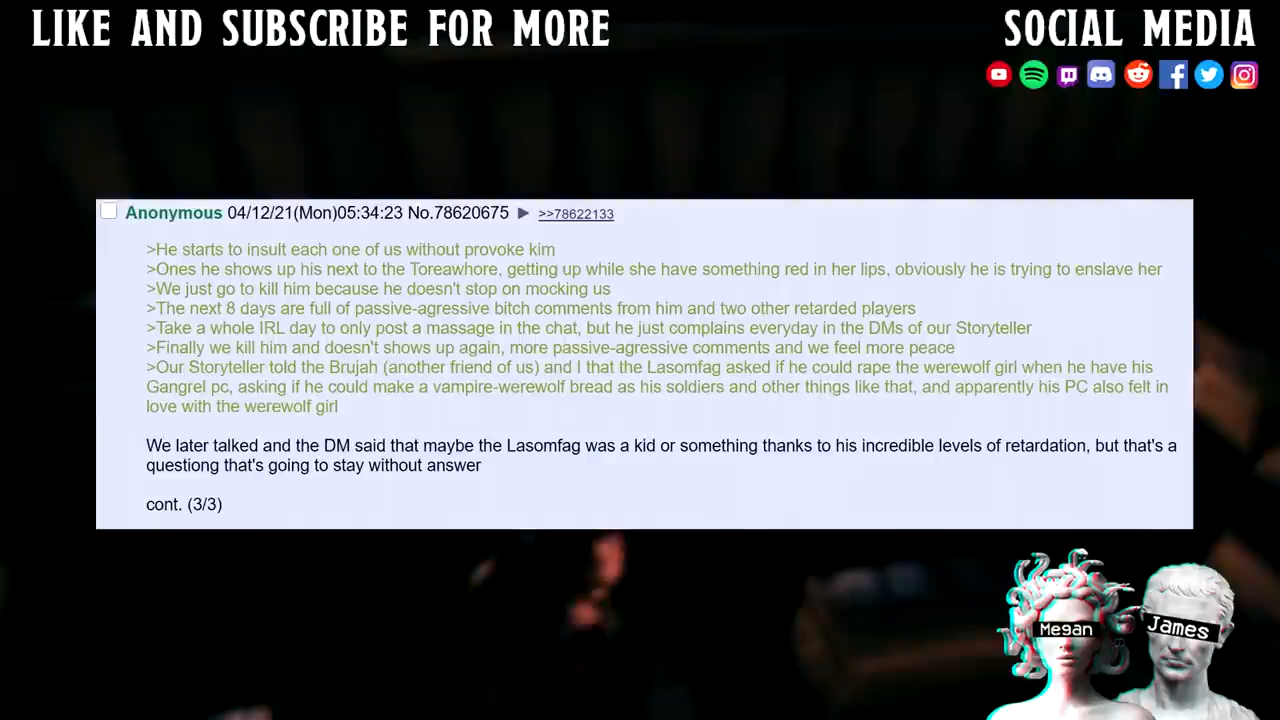 LIKE AND SUBSCRIBE FOR MORE
SOCIAL MEDIA
Anonymous 04/12/21(Mon)05:34:23 No.78620675 ▶ >>78622133
>He starts to insult each one of us without provoke kim
>Ones he shows up his next to the Toreawhore, getting up while she have something red in her lips, obviously he is trying to enslave her
>We just go to kill him because he doesn't stop on mocking us
>The next 8 days are full of passive-agressive bitch comments from him and two other retarded players
>Take a whole IRL day to only post a massage in the chat, but he just complains everyday in the DMs of our Storyteller
>Finally we kill him and doesn't shows up again, more passive-agressive comments and we feel more peace
>Our Storyteller told the Brujah (another friend of us) and I that the Lasomfag asked if he could rape the werewolf girl when he have his
Gangrel pc, asking if he could make a vampire-werewolf bread as his soldiers and other things like that, and apparently his PC also felt in
love with the werewolf girl
We later talked and the DM said that maybe the Lasomfag was a kid or something thanks to his incredible levels of retardation, but that's a
questiong that's going to stay without answer
cont. (3/3)
Megan
James